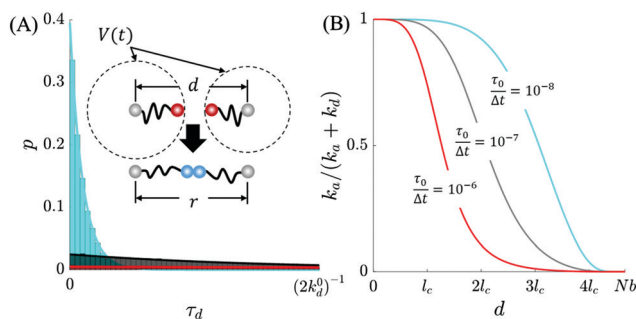 (A)
V(t)
d
r
0.4
0.3
0.2
0.1
0
p
0
(2k_d^0)^{-1}
τ_d
(B)
1
0.5
0
k_a/(k_a + k_d)
τ_0/Δt = 10^{-8}
τ_0/Δt = 10^{-7}
τ_0/Δt = 10^{-6}
0 l_c 2l_c 3l_c 4l_c Nb
d